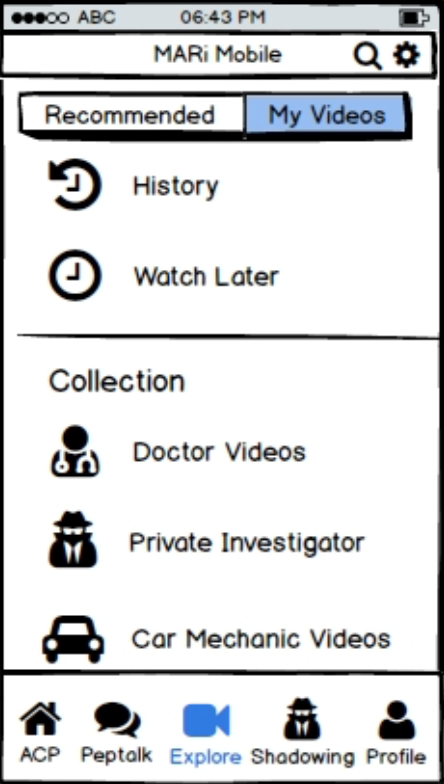 ABC 06:43 PM
MARi Mobile
Recommended My Videos
History
Watch Later
Collection
Doctor Videos
Private Investigator
Car Mechanic Videos
ACP Peptalk Explore Shadowing Profile